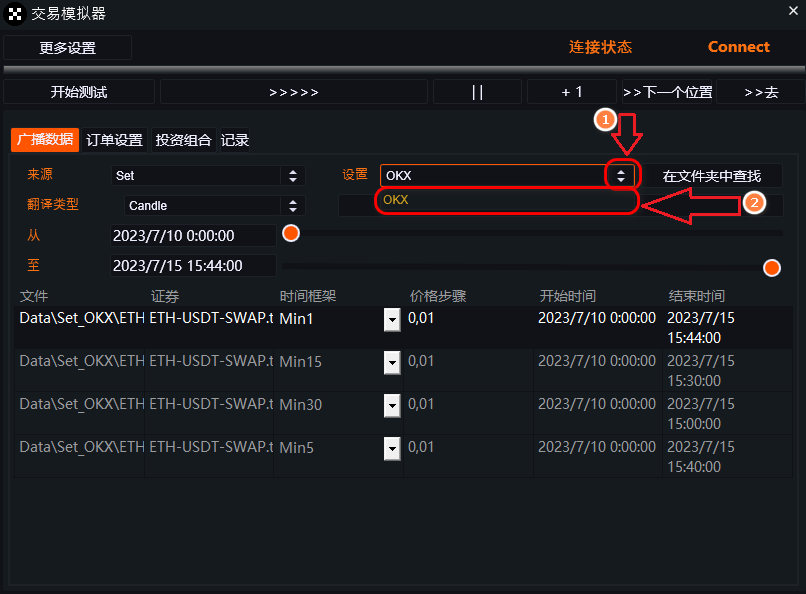 交易模拟器
更多设置 连接状态 Connect
开始测试 >>>>> || + 1 >>下一个位置 >>去
1
广播数据 订单设置 投资组合 记录
来源 Set 设置 OKX 在文件夹中查找
翻译类型 Candle OKX 2
从 2023/7/10 0:00:00
至 2023/7/15 15:44:00
文件 证券 时间框架 价格步骤 开始时间 结束时间
Data\Set_OKX\ETH ETH-USDT-SWAP.t Min1 0,01 2023/7/10 0:00:00 2023/7/15
15:44:00
Data\Set_OKX\ETH ETH-USDT-SWAP.t Min15 0,01 2023/7/10 0:00:00 2023/7/15
15:30:00
Data\Set_OKX\ETH ETH-USDT-SWAP.t Min30 0,01 2023/7/10 0:00:00 2023/7/15
15:00:00
Data\Set_OKX\ETH ETH-USDT-SWAP.t Min5 0,01 2023/7/10 0:00:00 2023/7/15
15:40:00